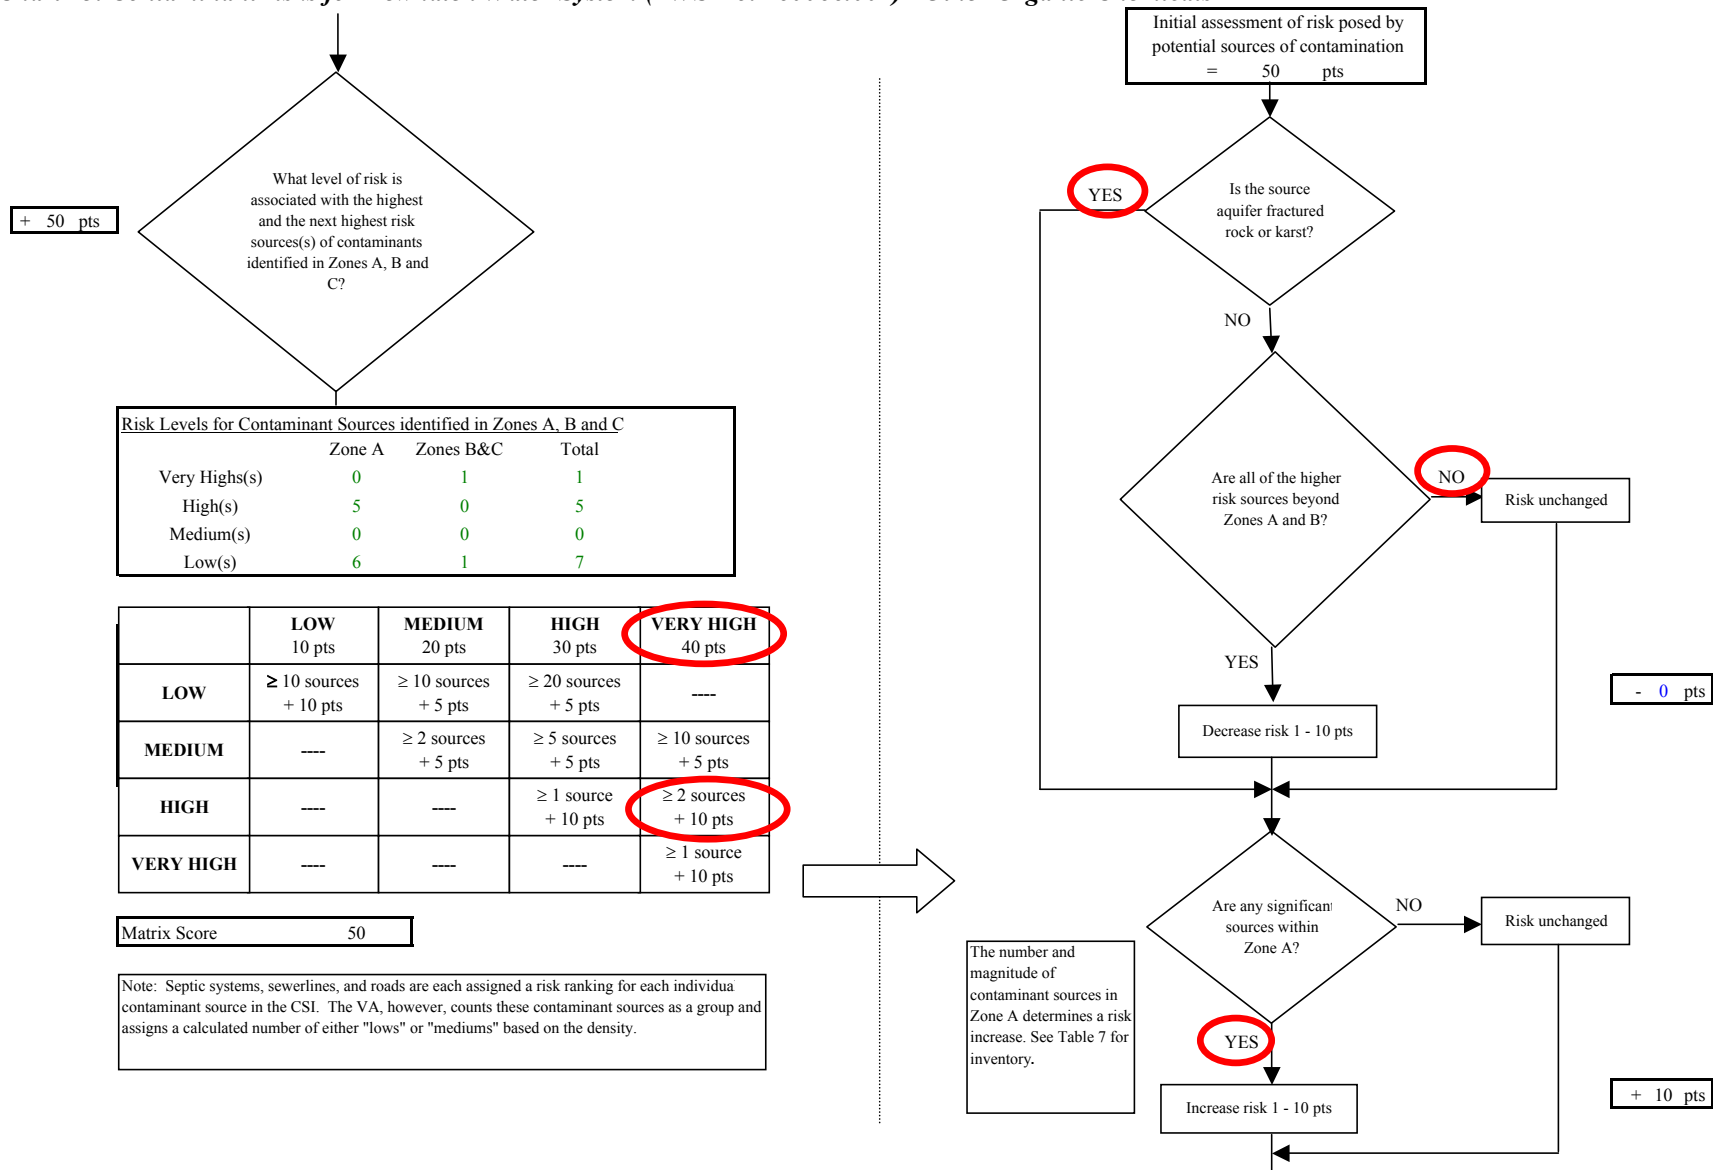 + 50 pts
What level of risk is
associated with the highest
and the next highest risk
sources(s) of contaminants
identified in Zones A, B and
C?
Risk Levels for Contaminant Sources identified in Zones A, B and C
Zone A Zones B&C Total
Very Highs(s) 0 1 1
High(s) 5 0 5
Medium(s) 0 0 0
Low(s) 6 1 7
LOW MEDIUM HIGH VERY HIGH
10 pts 20 pts 30 pts 40 pts
LOW ≥ 10 sources + 10 pts ≥ 10 sources + 5 pts ≥ 20 sources + 5 pts ----
MEDIUM ---- ≥ 2 sources + 5 pts ≥ 5 sources + 5 pts ≥ 10 sources + 5 pts
HIGH ---- ---- ≥ 1 source + 10 pts ≥ 2 sources + 10 pts
VERY HIGH ---- ---- ---- ≥ 1 source + 10 pts
Matrix Score 50
Note: Septic systems, sewerlines, and roads are each assigned a risk ranking for each individua
contaminant source in the CSI. The VA, however, counts these contaminant sources as a group and
assigns a calculated number of either "lows" or "mediums" based on the density.
Initial assessment of risk posed by
potential sources of contamination
= 50 pts
YES
Is the source
aquifer fractured
rock or karst?
NO
Are all of the higher
risk sources beyond
Zones A and B?
NO
Risk unchanged
YES
- 0 pts
Decrease risk 1 - 10 pts
Are any significant
sources within
Zone A?
NO
Risk unchanged
The number and
magnitude of
contaminant sources in
Zone A determines a risk
increase. See Table 7 for
inventory.
YES
Increase risk 1 - 10 pts
+ 10 pts